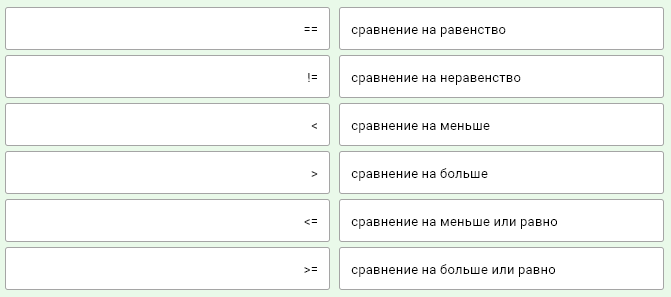 == сравнение на равенство
!= сравнение на неравенство
< сравнение на меньше
> сравнение на больше
<= сравнение на меньше или равно
>= сравнение на больше или равно